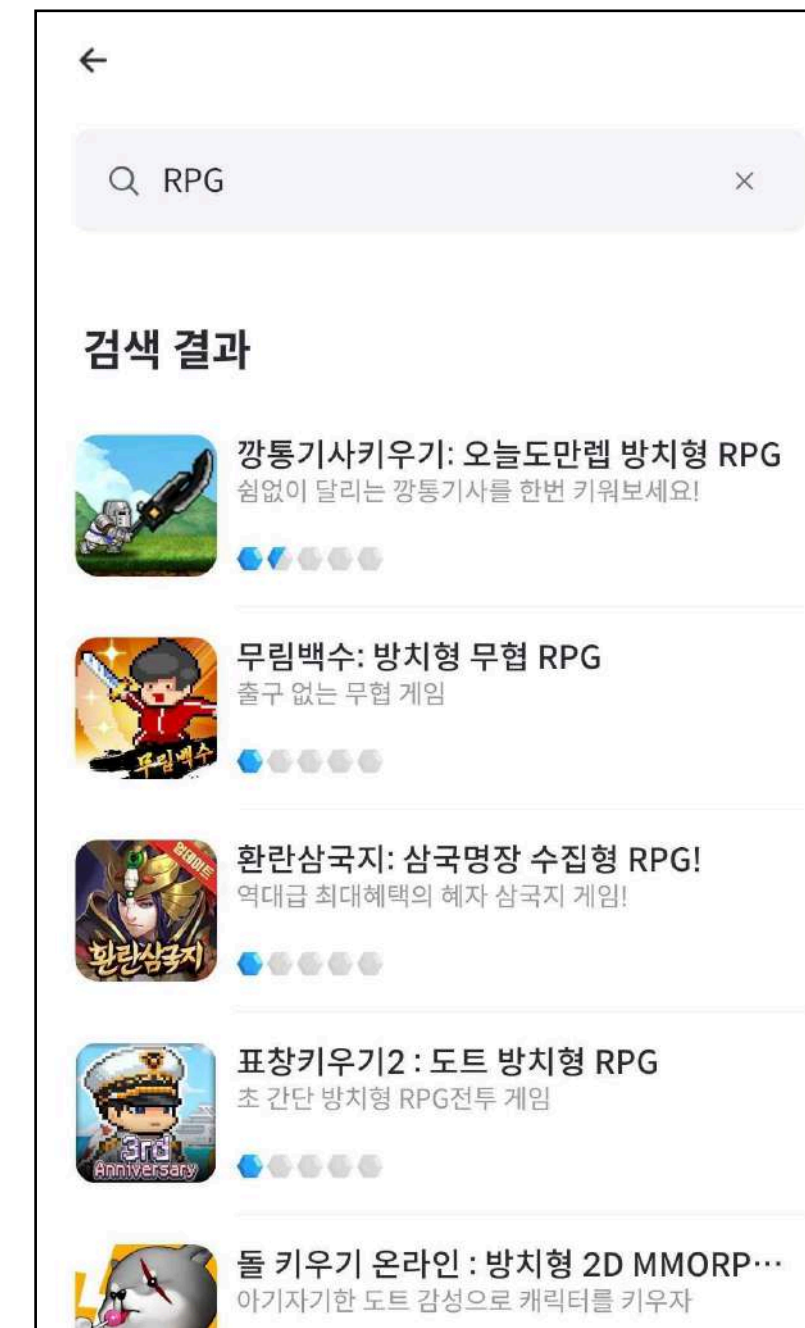 RPG
검색 결과
깡통기사키우기: 오늘도만렙 방치형 RPG
쉼없이 달리는 깡통기사를 한번 키워보세요!
무림백수: 방치형 무협 RPG
출구 없는 무협 게임
무림백수
환란삼국지: 삼국명장 수집형 RPG!
역대급 최대혜택의 혜자 삼국지 게임!
업데이트
환란삼국지
표창키우기2 : 도트 방치형 RPG
초 간단 방치형 RPG전투 게임
3rd
Anniversary
돌 키우기 온라인 : 방치형 2D MMORP…
아기자기한 도트 감성으로 캐릭터를 키우자